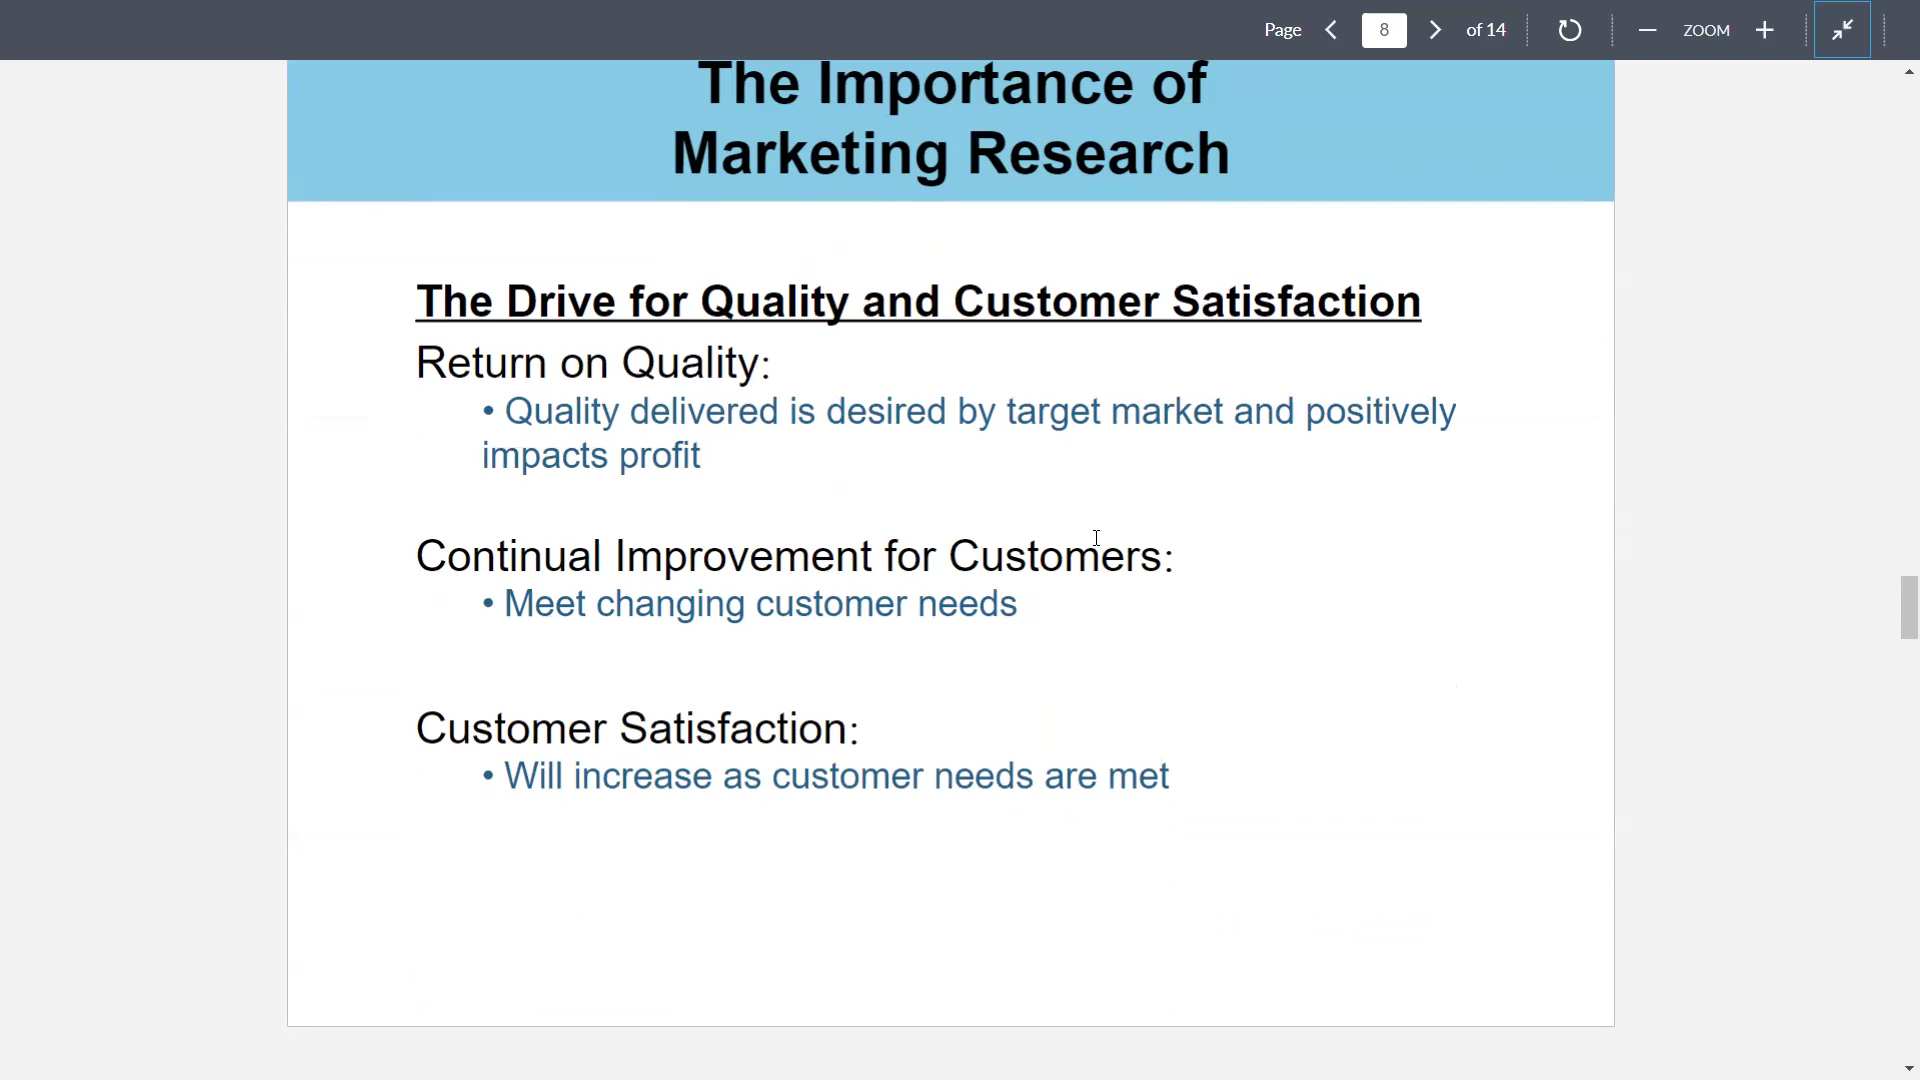 Page 8 of 14 ZOOM
The Importance of
Marketing Research
The Drive for Quality and Customer Satisfaction
Return on Quality:
• Quality delivered is desired by target market and positively
impacts profit
Continual Improvement for Customers:
• Meet changing customer needs
Customer Satisfaction:
• Will increase as customer needs are met